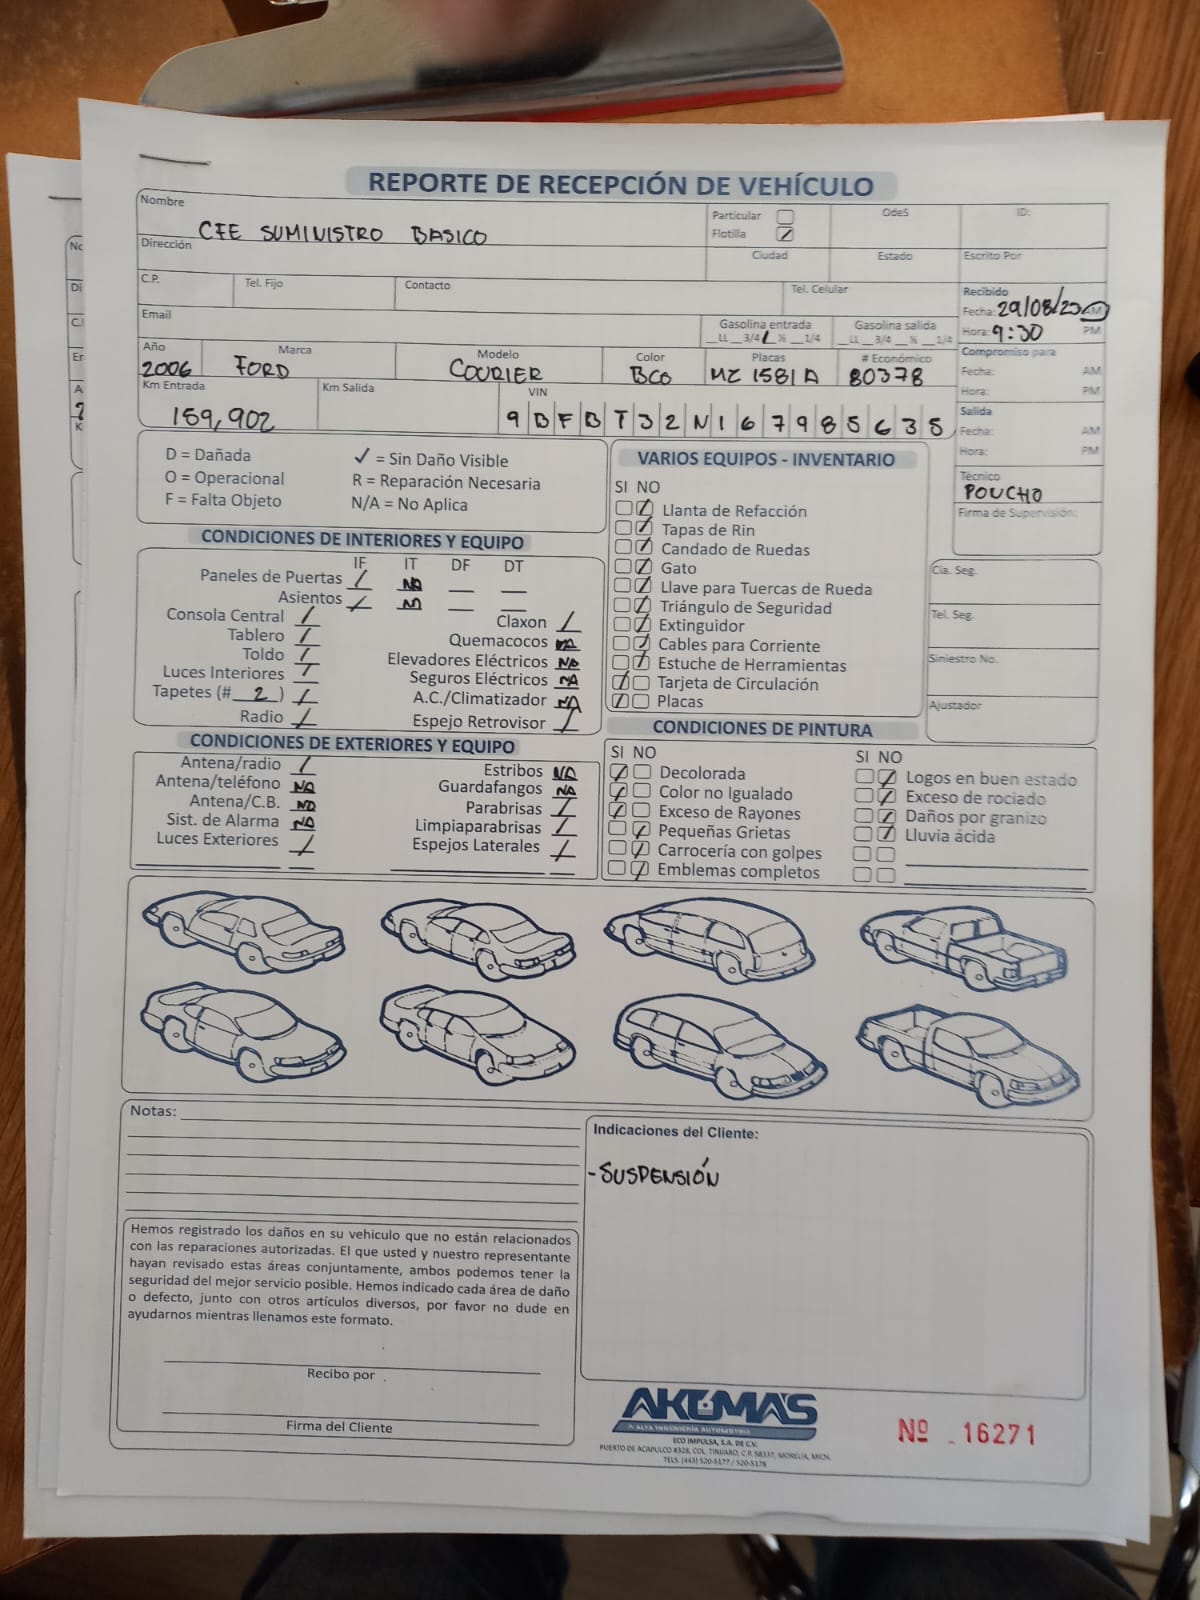 REPORTE DE RECEPCIÓN DE VEHÍCULO
Nombre CFE SUMINISTRO BASICO
Particular
Flotilla ✓
OdeS
ID:
Dirección
Ciudad
Estado
Escrito Por
C.P.
Tel. Fijo
Contacto
Tel. Celular
Recibido
Fecha: 29/08/20 AM
Hora: 9:30 PM
Email
Gasolina entrada
__LL __3/4 __½ __1/4
Gasolina salida
__LL __3/4 __½ __1/4
Año 2006
Marca FORD
Modelo COURIER
Color BCO
Placas MZ 1581 A
# Económico 80378
Compromiso para
Fecha: AM
Hora: PM
Km Entrada 159,902
Km Salida
VIN 9BFBT32N167985635
Salida
Fecha: AM
Hora: PM
Técnico
POUCHO
Firma de Supervisión:
D = Dañada
O = Operacional
F = Falta Objeto
✓ = Sin Daño Visible
R = Reparación Necesaria
N/A = No Aplica
CONDICIONES DE INTERIORES Y EQUIPO
IF IT DF DT
Paneles de Puertas / NA
Asientos /
Consola Central /
Tablero /
Toldo /
Luces Interiores /
Tapetes (# 2 ) /
Radio /
Claxon /
Quemacocos NA
Elevadores Eléctricos NA
Seguros Eléctricos NA
A.C./Climatizador NA
Espejo Retrovisor /
VARIOS EQUIPOS - INVENTARIO
SI NO
Llanta de Refacción
Tapas de Rin
Candado de Ruedas
Gato
Llave para Tuercas de Rueda
Triángulo de Seguridad
Extinguidor
Cables para Corriente
Estuche de Herramientas
Tarjeta de Circulación
Placas
Cia. Seg.
Tel. Seg.
Siniestro No.
Ajustador
CONDICIONES DE EXTERIORES Y EQUIPO
Antena/radio /
Antena/teléfono NA
Antena/C.B. NA
Sist. de Alarma NA
Luces Exteriores /
Estribos NA
Guardafangos NA
Parabrisas /
Limpiaparabrisas /
Espejos Laterales /
CONDICIONES DE PINTURA
SI NO
Decolorada
Color no Igualado
Exceso de Rayones
Pequeñas Grietas
Carrocería con golpes
Emblemas completos
SI NO
Logos en buen estado
Exceso de rociado
Daños por granizo
Lluvia ácida
Notas:
Indicaciones del Cliente:
-SUSPENSIÓN
Hemos registrado los daños en su vehiculo que no están relacionados
con las reparaciones autorizadas. El que usted y nuestro representante
hayan revisado estas áreas conjuntamente, ambos podemos tener la
seguridad del mejor servicio posible. Hemos indicado cada área de daño
o defecto, junto con otros artículos diversos, por favor no dude en
ayudarnos mientras llenamos este formato.
Recibo por
Firma del Cliente
AKUMA'S
ALTA INGENIERÍA AUTOMOTRIZ
ECO IMPULSA, S.A. DE C.V.
PUERTO DE ACAPULCO #328, COL. TINIJARO, C.P. 58337, MORELIA, MICH.
TELS. (443) 520-5177 / 520-5178
Nº 16271